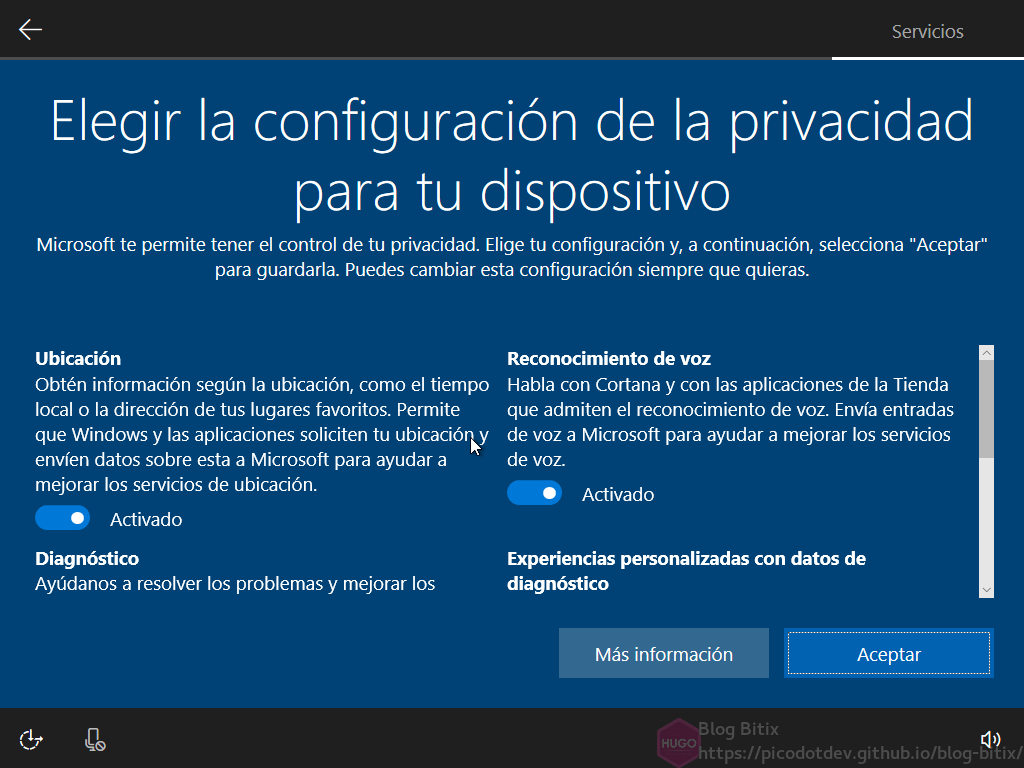 Servicios
Elegir la configuración de la privacidad
para tu dispositivo
Microsoft te permite tener el control de tu privacidad. Elige tu configuración y, a continuación, selecciona "Aceptar"
para guardarla. Puedes cambiar esta configuración siempre que quieras.
Ubicación
Obtén información según la ubicación, como el tiempo
local o la dirección de tus lugares favoritos. Permite
que Windows y las aplicaciones soliciten tu ubicación y
envíen datos sobre esta a Microsoft para ayudar a
mejorar los servicios de ubicación.
Activado
Reconocimiento de voz
Habla con Cortana y con las aplicaciones de la Tienda
que admiten el reconocimiento de voz. Envía entradas
de voz a Microsoft para ayudar a mejorar los servicios
de voz.
Activado
Diagnóstico
Ayúdanos a resolver los problemas y mejorar los
Experiencias personalizadas con datos de
diagnóstico
Más información
Aceptar
HUGO
Blog Bitix
https://picodotdev.github.io/blog-bitix/